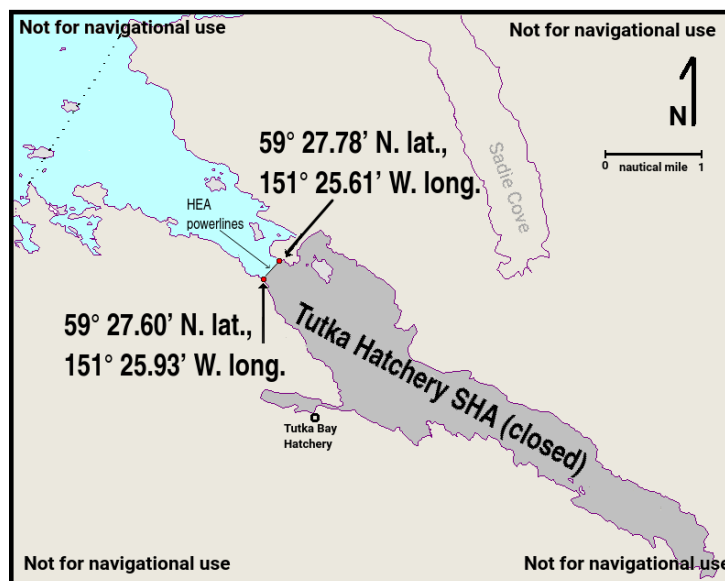 Not for navigational use
Not for navigational use
N
0 nautical mile 1
59° 27.78’ N. lat.,
151° 25.61’ W. long.
Sadie Cove
HEA
powerlines
59° 27.60’ N. lat.,
151° 25.93’ W. long.
Tutka Hatchery SHA (closed)
Tutka Bay
Hatchery
Not for navigational use
Not for navigational use